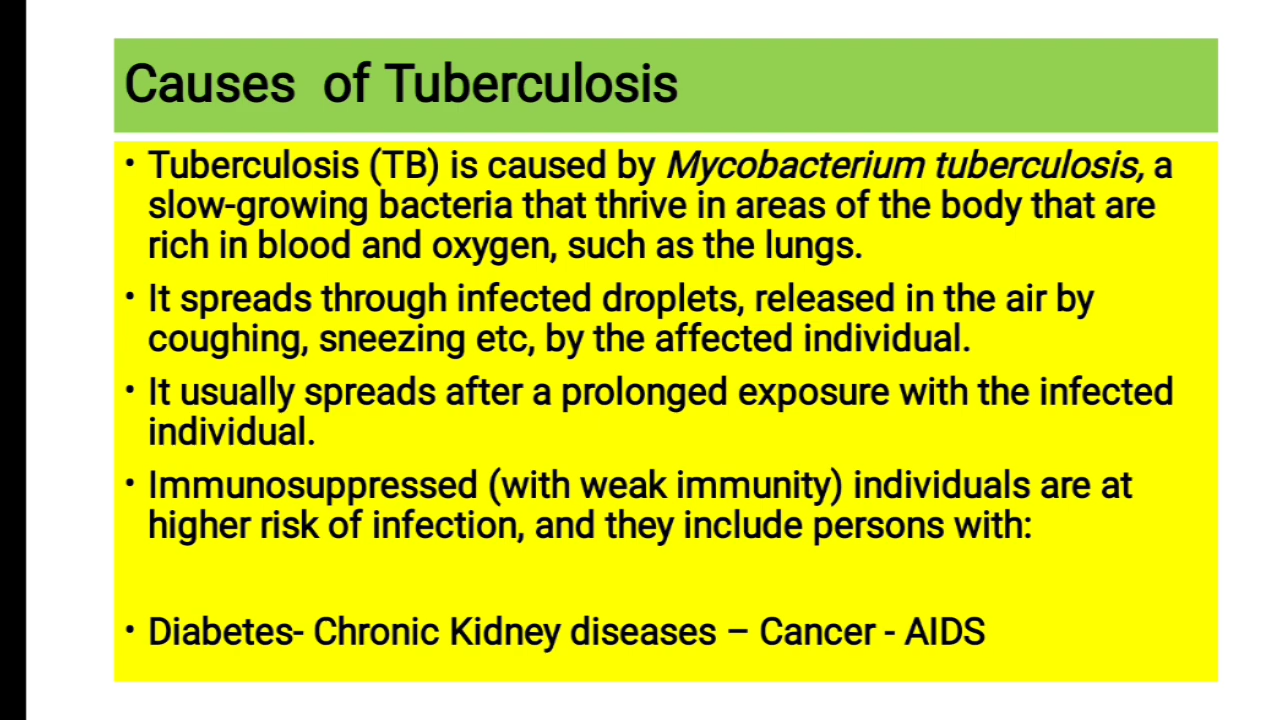 Causes  of Tuberculosis
• Tuberculosis (TB) is caused by Mycobacterium tuberculosis, a
slow-growing bacteria that thrive in areas of the body that are
rich in blood and oxygen, such as the lungs.
• It spreads through infected droplets, released in the air by
coughing, sneezing etc, by the affected individual.
• It usually spreads after a prolonged exposure with the infected
individual.
• Immunosuppressed (with weak immunity) individuals are at
higher risk of infection, and they include persons with:
• Diabetes- Chronic Kidney diseases – Cancer - AIDS